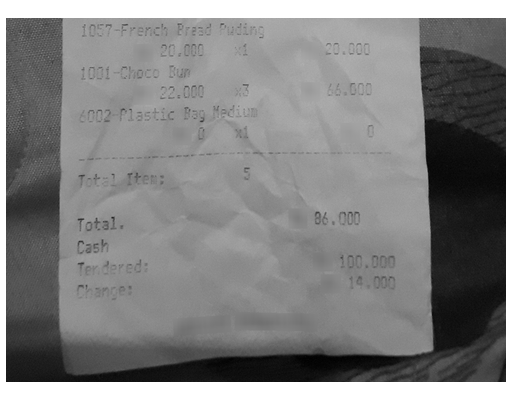 1057-French Bread Puding
20.000 x1 20.000
1001-Choco Bun
22.000 x3 66.000
6002-Plastic Bag Medium
0 x1 0
Total Item: 5
Total. 86.000
Cash
Tendered: 100.000
Change: 14.000